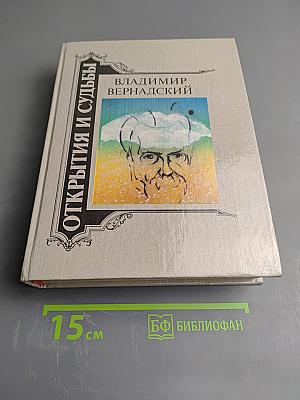 ВЛАДИМИР
ВЕРНАДСКИЙ
ОТКРЫТИЯ И СУДЬБЫ
15 см
БФ БИБЛИОФАН